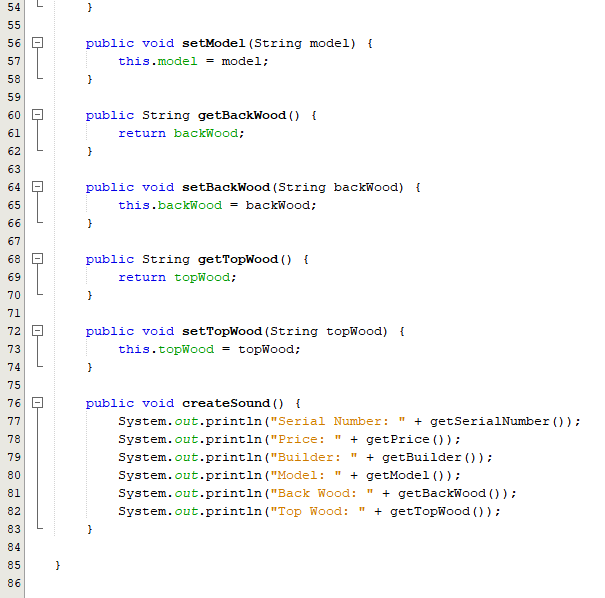 54 }
55
56 public void setModel(String model) {
57 this.model = model;
58 }
59
60 public String getBackWood() {
61 return backWood;
62 }
63
64 public void setBackWood(String backWood) {
65 this.backWood = backWood;
66 }
67
68 public String getTopWood() {
69 return topWood;
70 }
71
72 public void setTopWood(String topWood) {
73 this.topWood = topWood;
74 }
75
76 public void createSound() {
77 System.out.println("Serial Number: " + getSerialNumber());
78 System.out.println("Price: " + getPrice());
79 System.out.println("Builder: " + getBuilder());
80 System.out.println("Model: " + getModel());
81 System.out.println("Back Wood: " + getBackWood());
82 System.out.println("Top Wood: " + getTopWood());
83 }
84
85 }
86